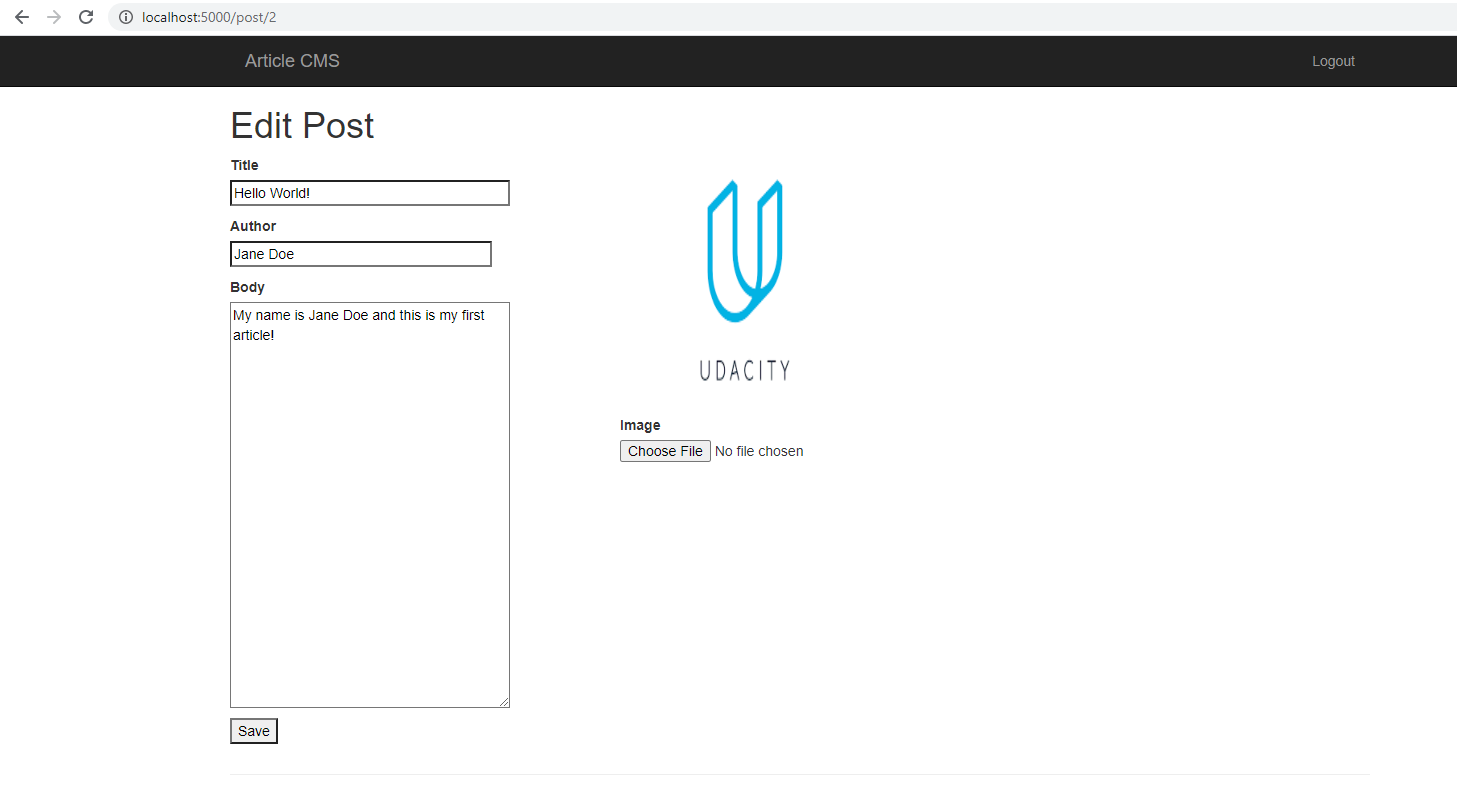 localhost:5000/post/2
Article CMS
Logout
Edit Post
Title
Hello World!
Author
Jane Doe
Body
My name is Jane Doe and this is my first
article!
Save
UDACITY
Image
Choose File No file chosen